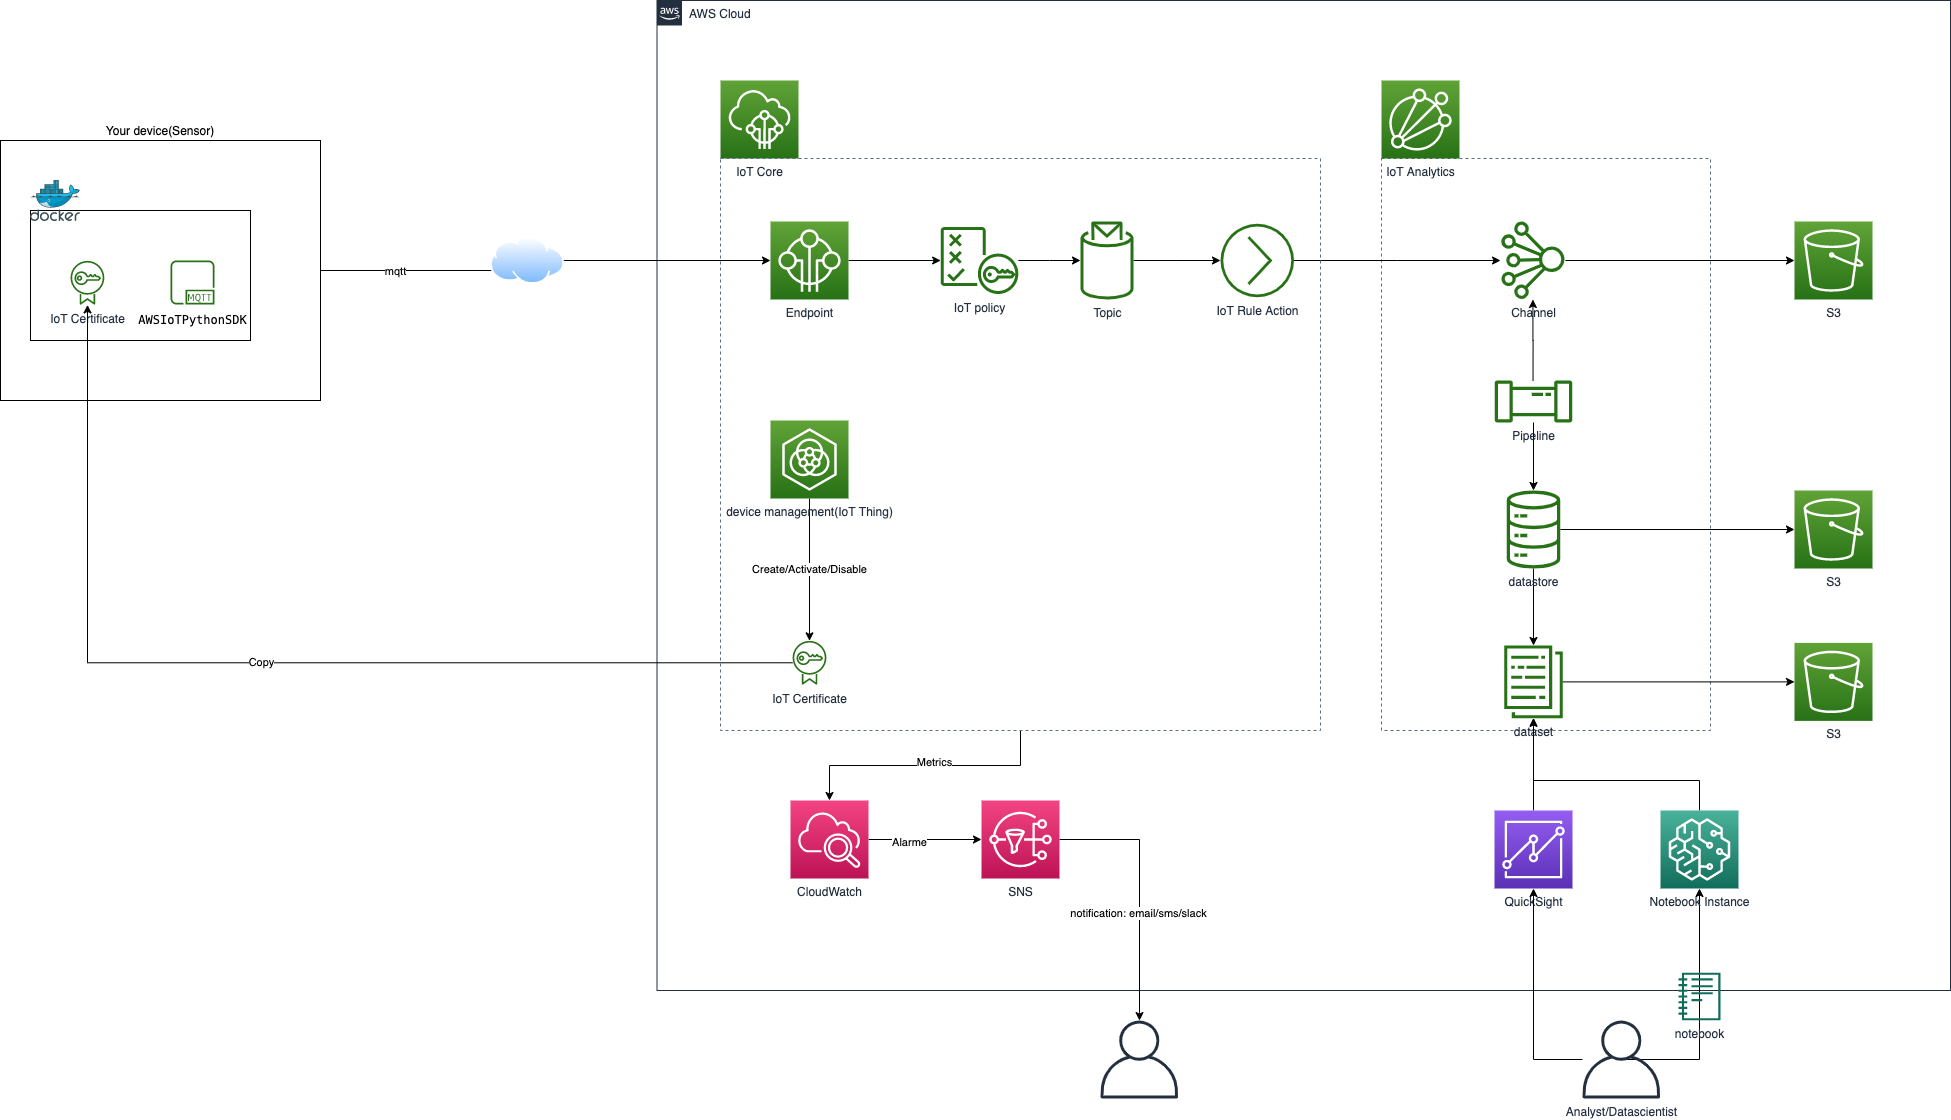 aws
AWS Cloud
Your device(Sensor)
docker
IoT Certificate
MQTT
AWSIoTPythonSDK
mqtt
IoT Core
IoT Analytics
Endpoint
IoT policy
Topic
IoT Rule Action
Channel
S3
Pipeline
device management(IoT Thing)
Create/Activate/Disable
datastore
S3
Copy
IoT Certificate
dataset
S3
Metrics
CloudWatch
Alarme
SNS
QuickSight
Notebook Instance
notification: email/sms/slack
notebook
Analyst/Datascientist